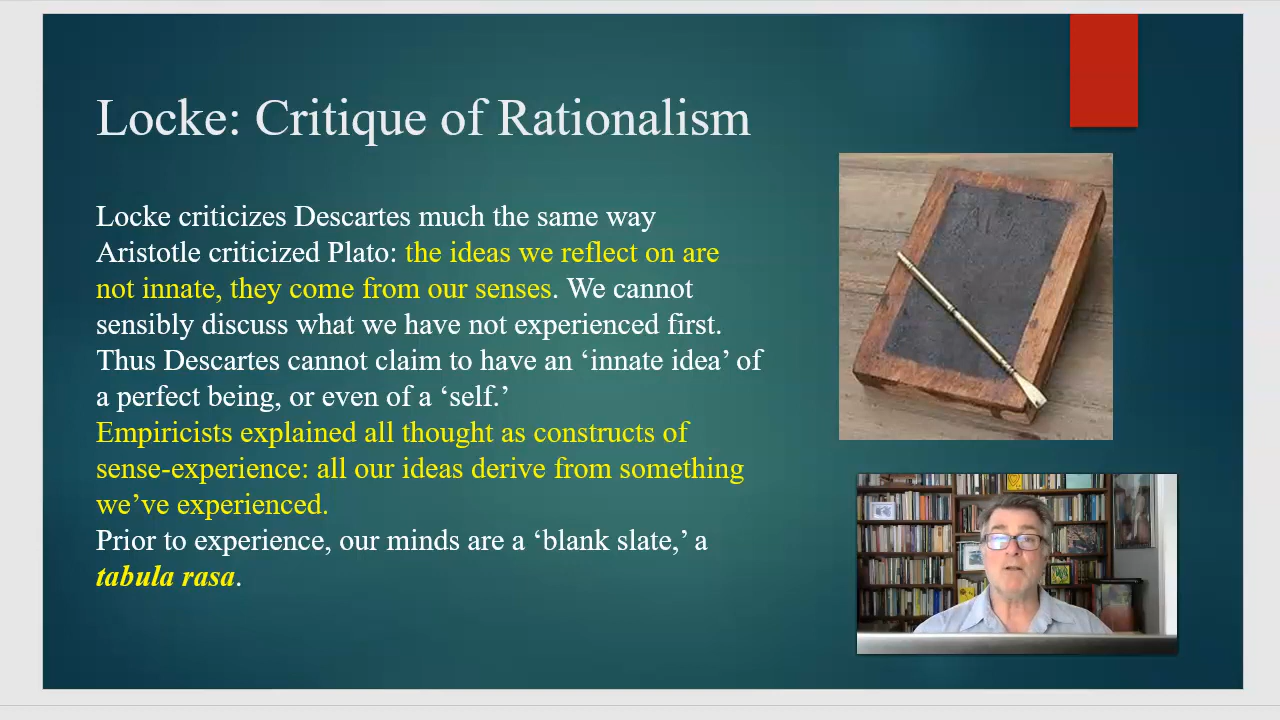 Locke: Critique of Rationalism
Locke criticizes Descartes much the same way
Aristotle criticized Plato: the ideas we reflect on are
not innate, they come from our senses. We cannot
sensibly discuss what we have not experienced first.
Thus Descartes cannot claim to have an ‘innate idea’ of
a perfect being, or even of a ‘self.’
Empiricists explained all thought as constructs of
sense-experience: all our ideas derive from something
we’ve experienced.
Prior to experience, our minds are a ‘blank slate,’ a
tabula rasa.